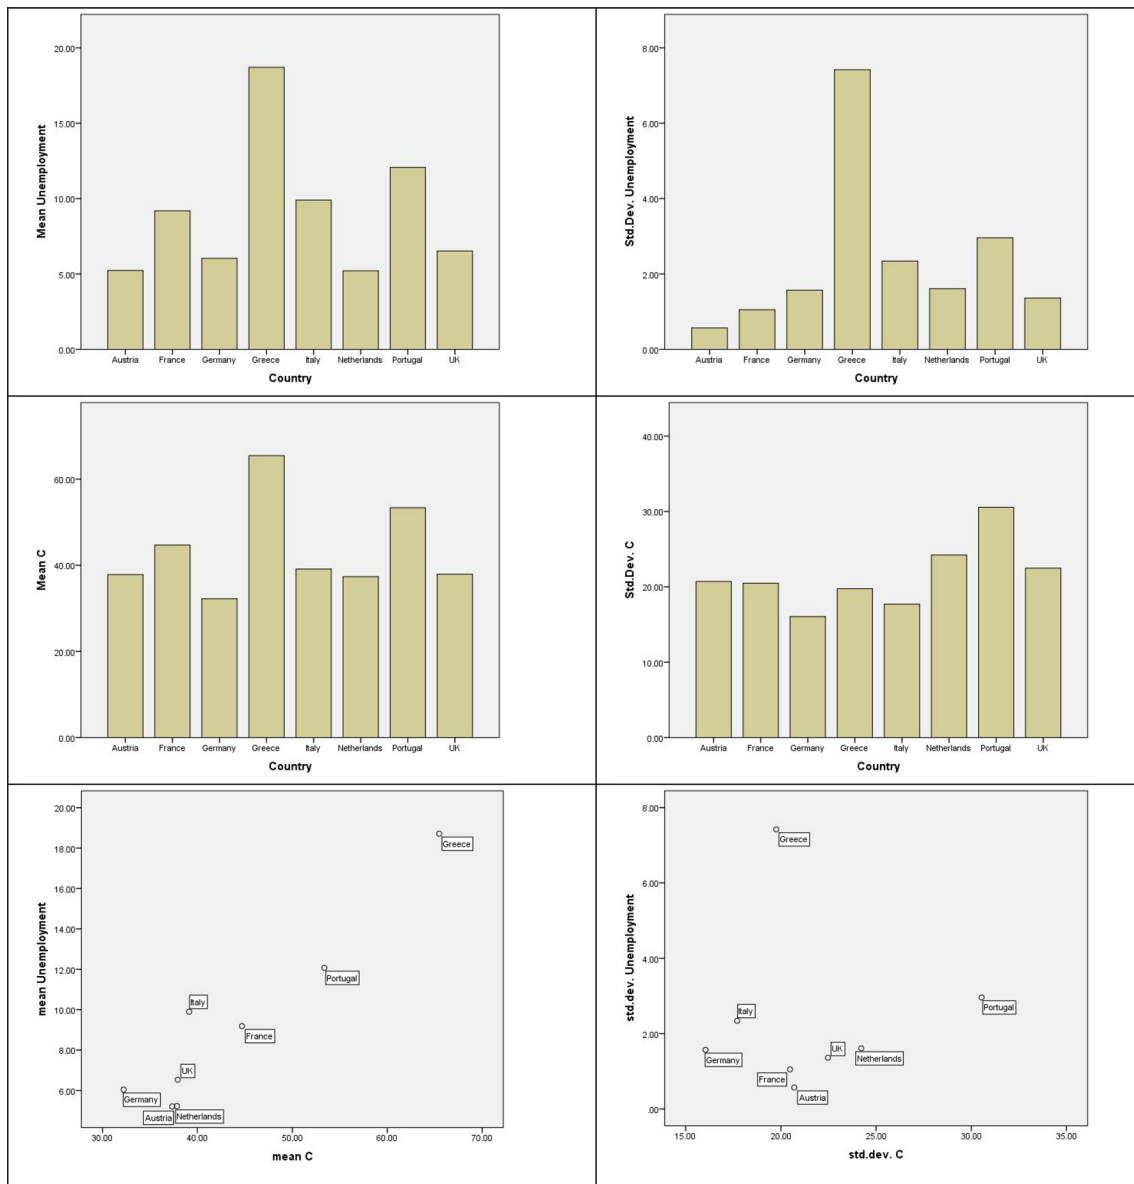 Mean Unemployment
20.00
15.00
10.00
5.00
0.00
Austria France Germany Greece Italy Netherlands Portugal UK
Country
Std.Dev. Unemployment
8.00
6.00
4.00
2.00
0.00
Austria France Germany Greece Italy Netherlands Portugal UK
Country
Mean C
60.00
40.00
20.00
0.00
Austria France Germany Greece Italy Netherlands Portugal UK
Country
Std.Dev. C
40.00
30.00
20.00
10.00
0.00
Austria France Germany Greece Italy Netherlands Portugal UK
Country
mean Unemployment
20.00
18.00
16.00
14.00
12.00
10.00
8.00
6.00
Greece
Portugal
Italy
France
UK
Germany
Austria
Netherlands
30.00 40.00 50.00 60.00 70.00
mean C
std.dev. Unemployment
8.00
6.00
4.00
2.00
.00
Greece
Italy
Portugal
UK
Germany
Netherlands
France
Austria
15.00 20.00 25.00 30.00 35.00
std.dev. C